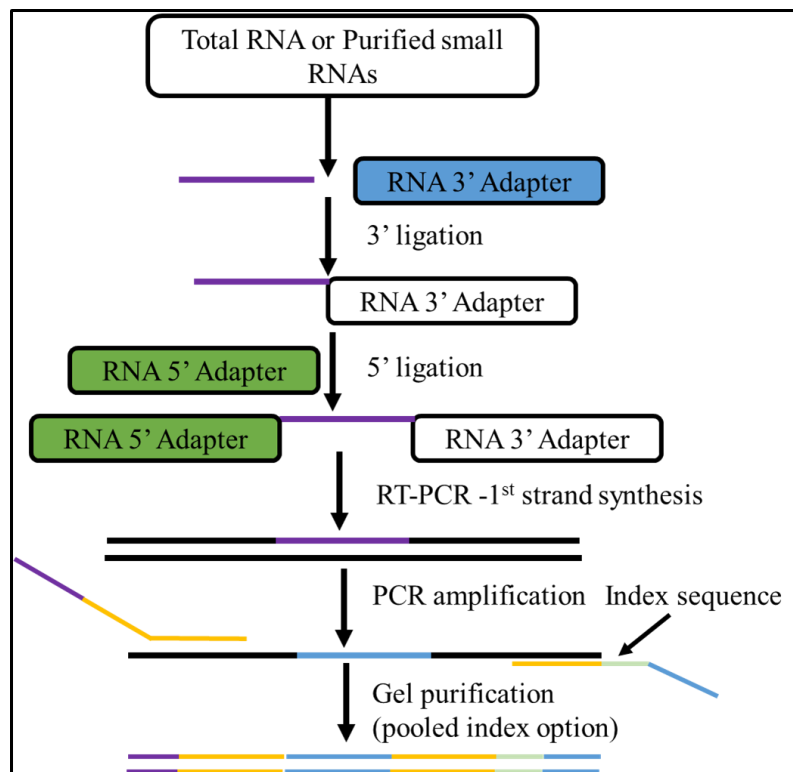 Total RNA or Purified small
RNAs
RNA 3’ Adapter
3’ ligation
RNA 3’ Adapter
RNA 5’ Adapter
5’ ligation
RNA 5’ Adapter
RNA 3’ Adapter
RT-PCR -1st strand synthesis
PCR amplification
Index sequence
Gel purification
(pooled index option)